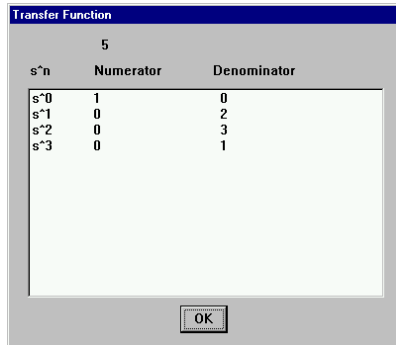 Transfer Function
5
s^n Numerator Denominator
s^0 1 0
s^1 0 2
s^2 0 3
s^3 0 1
OK